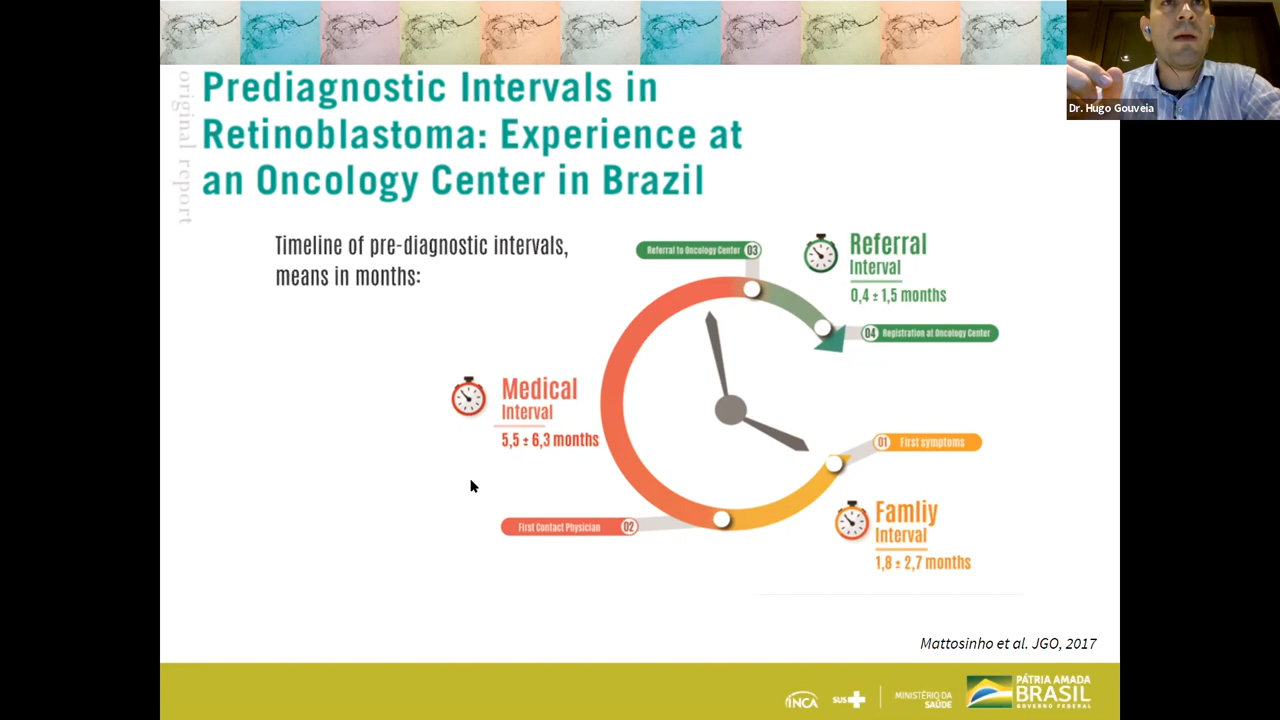 Dr. Hugo Gouveia
original report
Prediagnostic Intervals in
Retinoblastoma: Experience at
an Oncology Center in Brazil
Timeline of pre-diagnostic intervals,
means in months:
Referral to Oncology Center 03
Referral
Interval
0,4 ± 1,5 months
04 Registration at Oncology Center
Medical
Interval
5,5 ± 6,3 months
01 First symptoms
First Contact Physician 02
Famliy
Interval
1,8 ± 2,7 months
Mattosinho et al. JGO, 2017
INCA
SUS
MINISTÉRIO DA
SAÚDE
PÁTRIA AMADA
BRASIL
GOVERNO FEDERAL